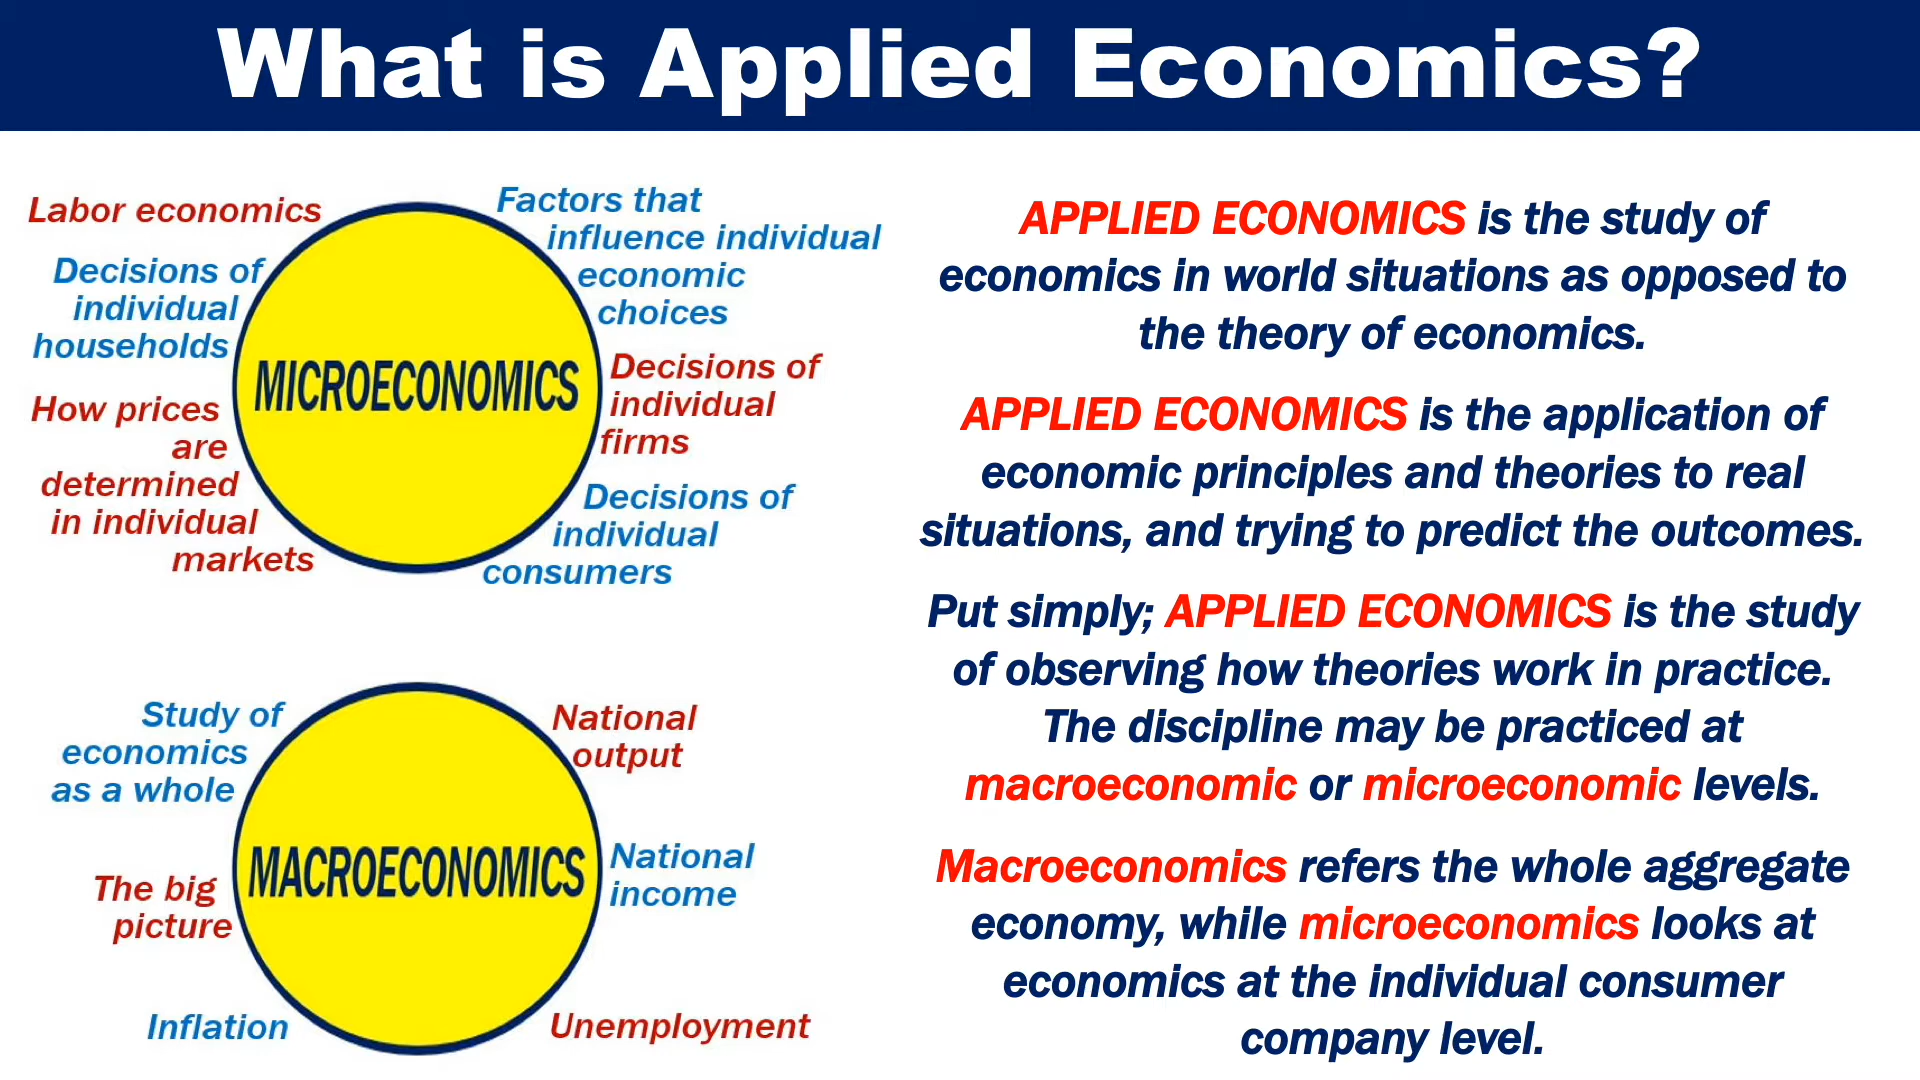 What is Applied Economics?
Labor economics
Decisions of
individual
households
How prices
are
determined
in individual
markets
MICROECONOMICS
Factors that
influence individual
economic
choices
Decisions of
individual
firms
Decisions of
individual
consumers
Study of
economics
as a whole
The big
picture
Inflation
MACROECONOMICS
National
output
National
income
Unemployment
APPLIED ECONOMICS is the study of
economics in world situations as opposed to
the theory of economics.
APPLIED ECONOMICS is the application of
economic principles and theories to real
situations, and trying to predict the outcomes.
Put simply; APPLIED ECONOMICS is the study
of observing how theories work in practice.
The discipline may be practiced at
macroeconomic or microeconomic levels.
Macroeconomics refers the whole aggregate
economy, while microeconomics looks at
economics at the individual consumer
company level.